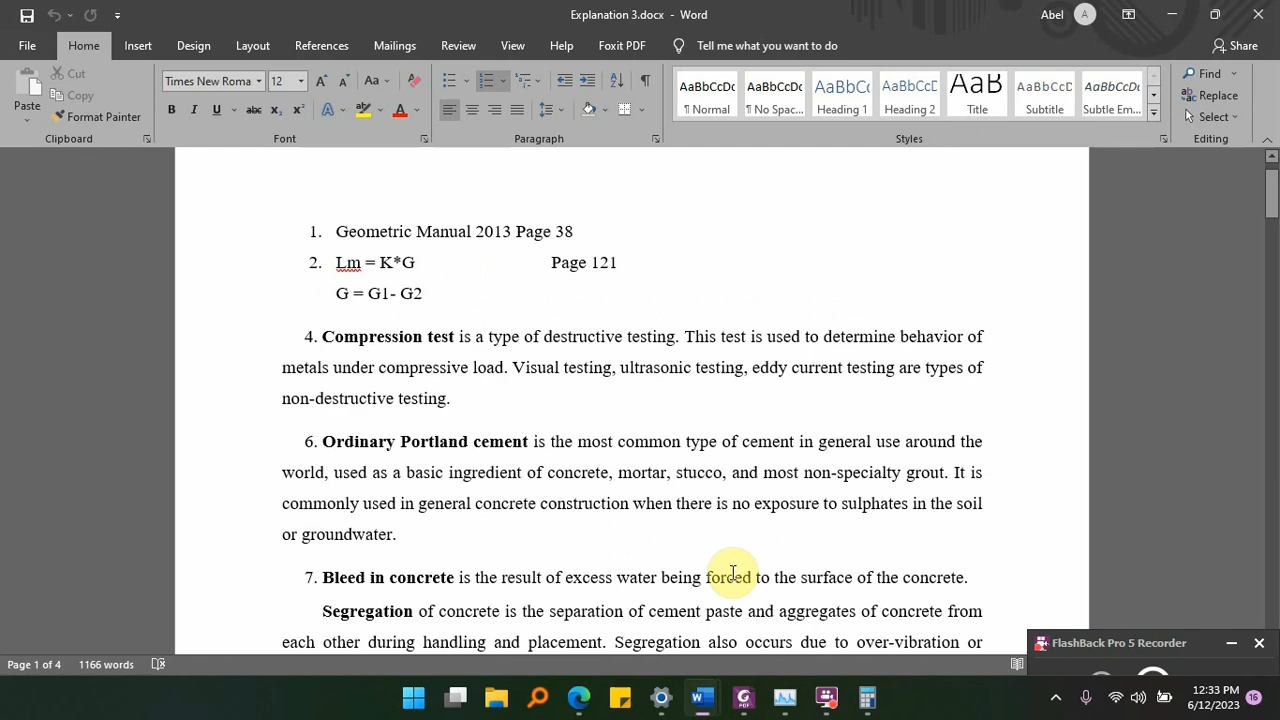 Explanation 3.docx - Word
Abel A
File Home Insert Design Layout References Mailings Review View Help Foxit PDF Tell me what you want to do Share
Paste Cut Copy Format Painter
Times New Roma 12 Aa
B I U abc x₂ x² A A
AaBbCcDc ¶ Normal AaBbCcDc ¶ No Spac... AaBbC Heading 1 AaBbCcD Heading 2 AaB Title AaBbCcD Subtitle AaBbCcDc Subtle Em...
Find Replace Select
Clipboard Font Paragraph Styles Editing
1. Geometric Manual 2013 Page 38
2. Lm = K*G Page 121
G = G1- G2
4. Compression test is a type of destructive testing. This test is used to determine behavior of
metals under compressive load. Visual testing, ultrasonic testing, eddy current testing are types of
non-destructive testing.
6. Ordinary Portland cement is the most common type of cement in general use around the
world, used as a basic ingredient of concrete, mortar, stucco, and most non-specialty grout. It is
commonly used in general concrete construction when there is no exposure to sulphates in the soil
or groundwater.
7. Bleed in concrete is the result of excess water being forced to the surface of the concrete.
Segregation of concrete is the separation of cement paste and aggregates of concrete from
each other during handling and placement. Segregation also occurs due to over-vibration or
FlashBack Pro 5 Recorder
Page 1 of 4 1166 words
12:33 PM
6/12/2023 16